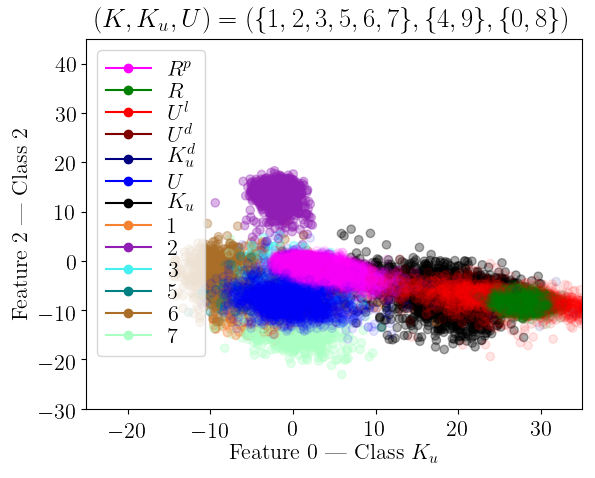 (K, K_u, U) = ({1, 2, 3, 5, 6, 7}, {4, 9}, {0, 8})
Feature 2 — Class 2
40
30
20
10
0
−10
−20
−30
R^p
R
U^l
U^d
K_u^d
U
K_u
1
2
3
5
6
7
−20 −10 0 10 20 30
Feature 0 — Class K_u